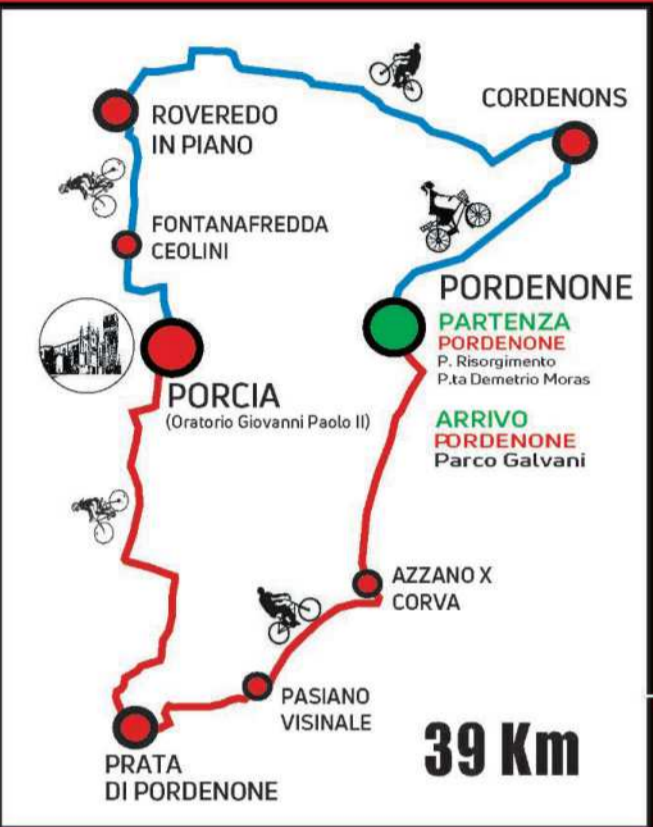 CORDENONS
ROVEREDO
IN PIANO
FONTANAFREDDA
CEOLINI
PORDENONE
PARTENZA
PORDENONE
P. Risorgimento
P.ta Demetrio Moras
PORCIA
(Oratorio Giovanni Paolo II)
ARRIVO
PORDENONE
Parco Galvani
AZZANO X
CORVA
PASIANO
VISINALE
39 Km
PRATA
DI PORDENONE